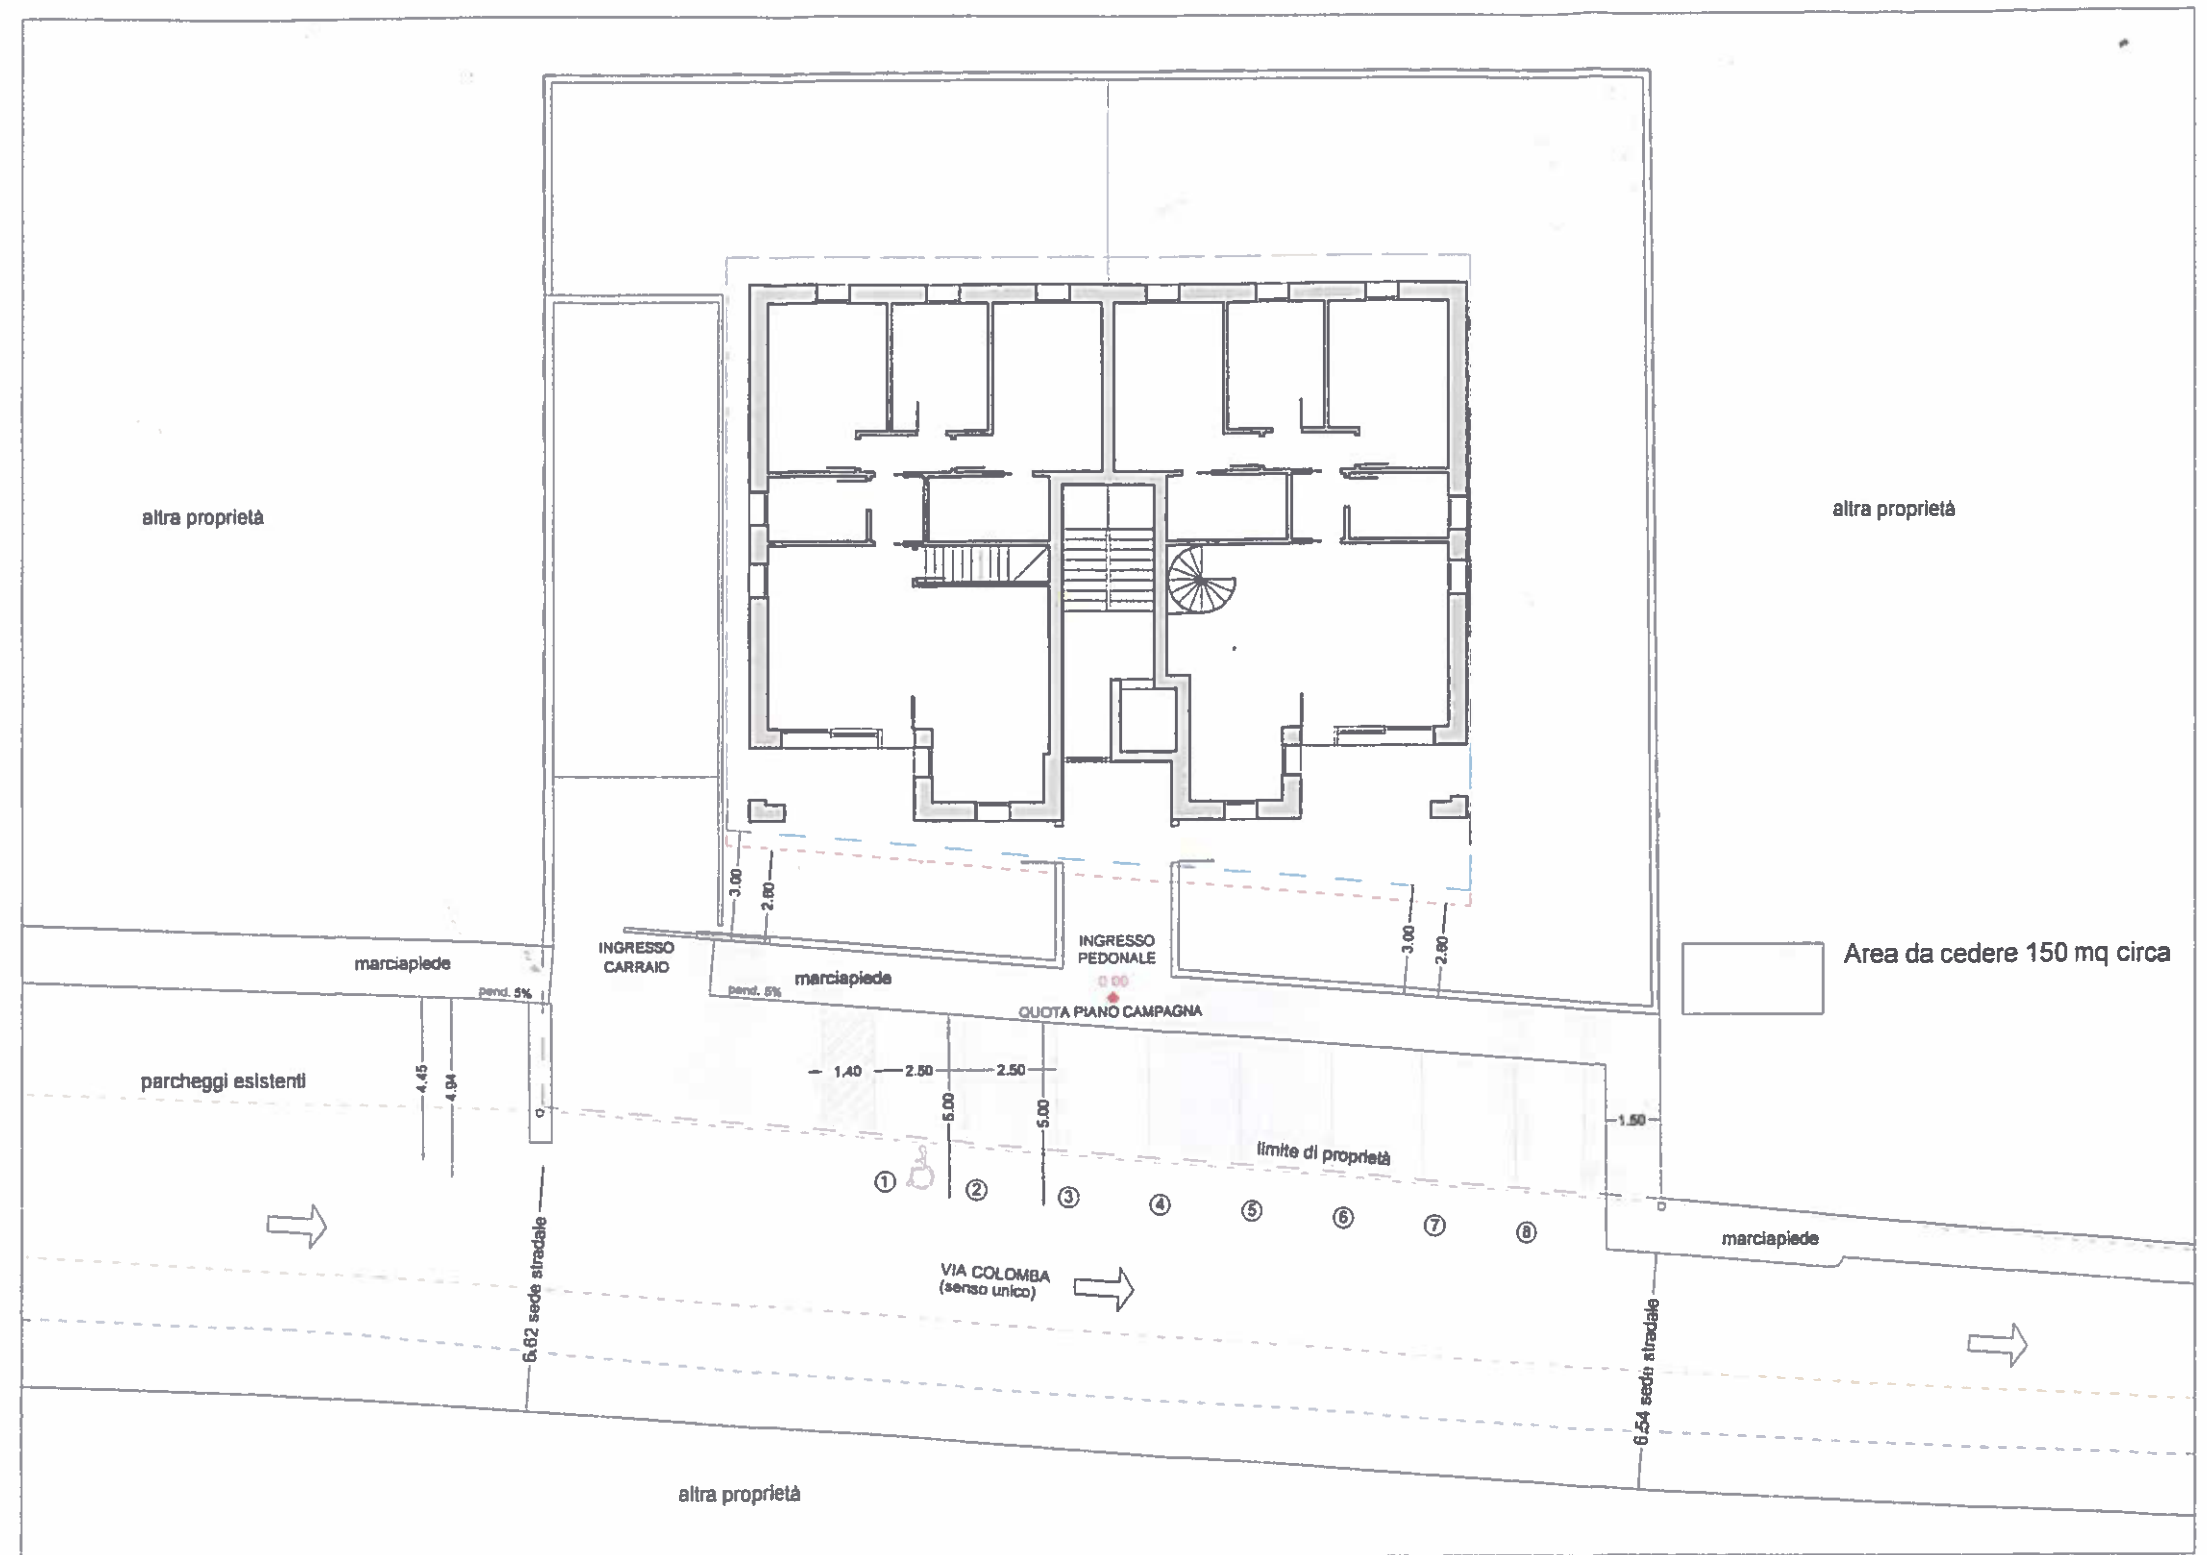 altra proprietà
altra proprietà
3.00
2.60
3.00
2.60
INGRESSO
CARRAIO
INGRESSO
PEDONALE
marciapiede
marciapiede
Area da cedere 150 mq circa
pend. 5%
pend. 5%
0.00
QUOTA PIANO CAMPAGNA
parcheggi esistenti
4.45
4.94
1.40
2.50
2.50
5.00
5.00
1.50
limite di proprietà
1
2
3
4
5
6
7
8
marciapiede
6.62 sede stradale
VIA COLOMBA
(senso unico)
6.54 sede stradale
altra proprietà